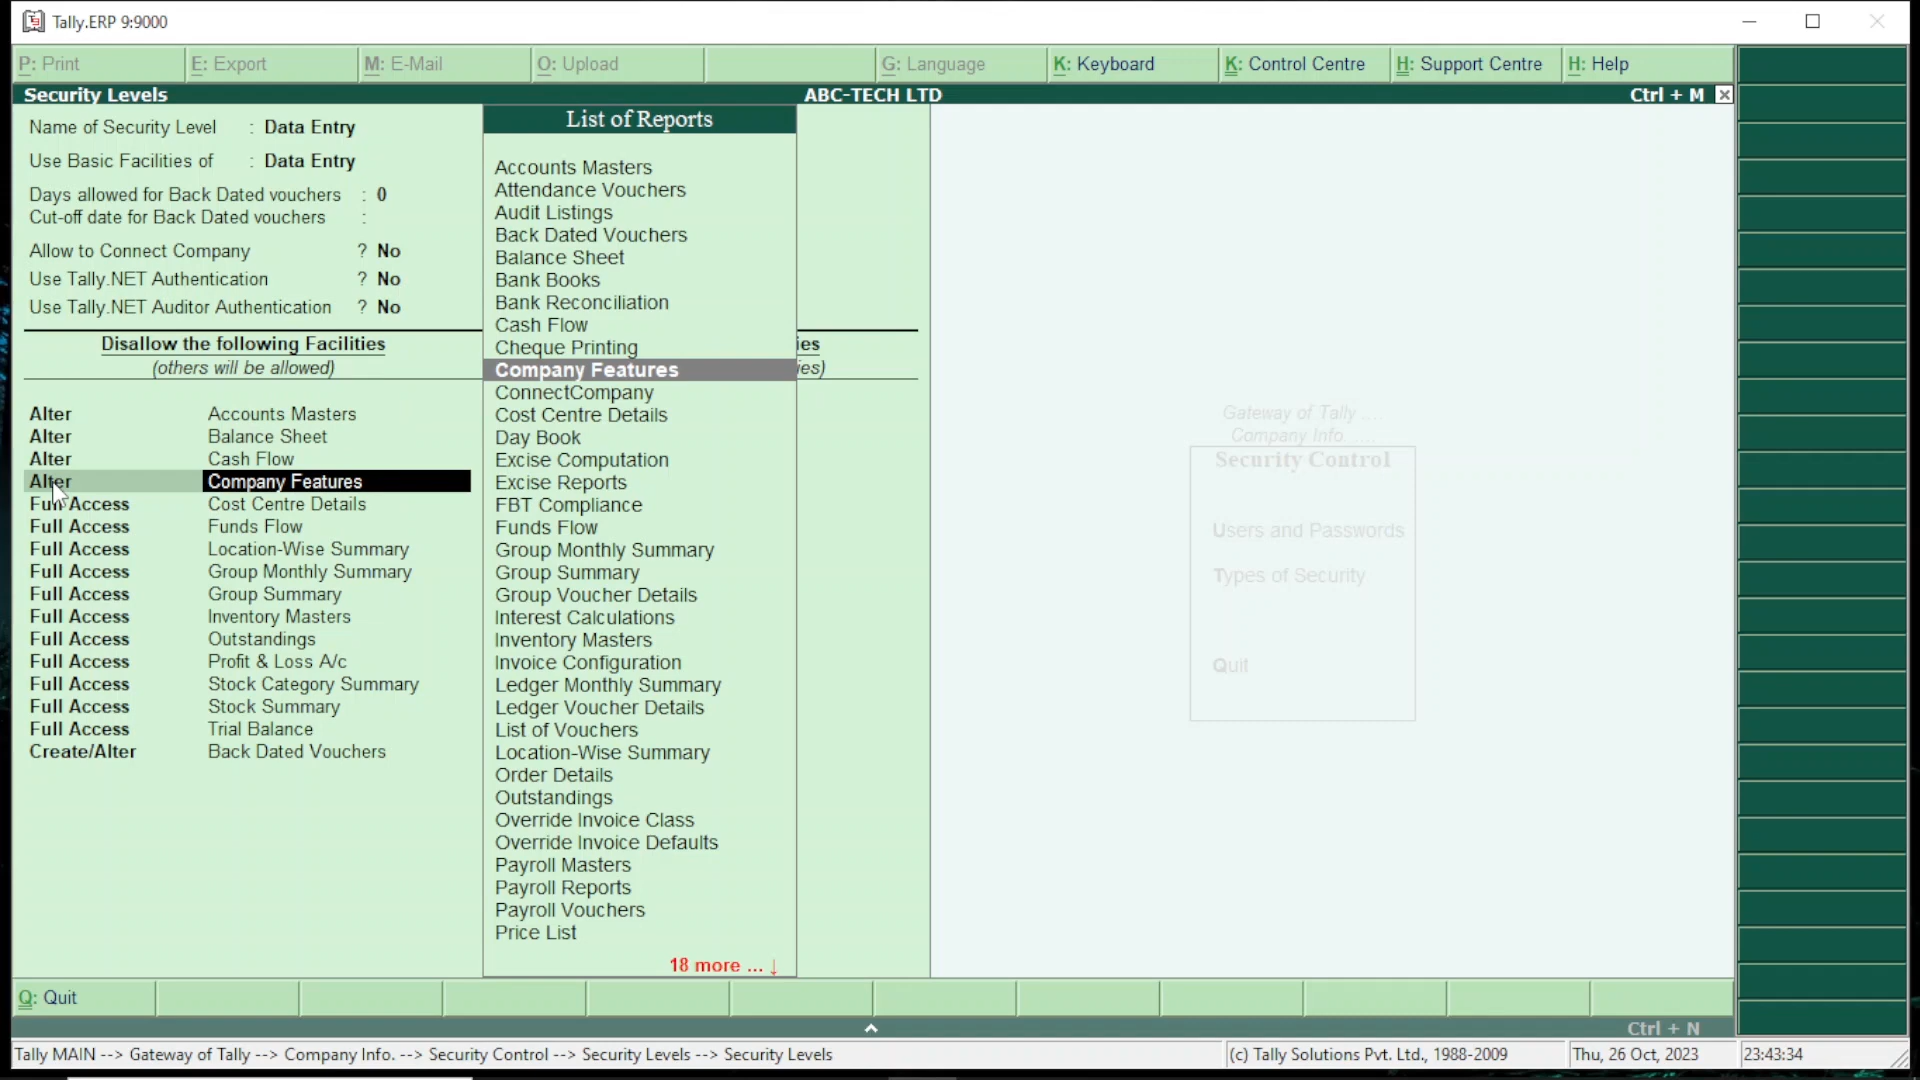 Tally.ERP 9:9000
P: Print
E: Export
M: E-Mail
O: Upload
G: Language
K: Keyboard
K: Control Centre
H: Support Centre
H: Help
Security Levels
ABC-TECH LTD
Ctrl + M
Name of Security Level : Data Entry
Use Basic Facilities of : Data Entry
Days allowed for Back Dated vouchers : 0
Cut-off date for Back Dated vouchers :
Allow to Connect Company ? No
Use Tally.NET Authentication ? No
Use Tally.NET Auditor Authentication ? No
Disallow the following Facilities
(others will be allowed)
ies
ies)
Alter Accounts Masters
Alter Balance Sheet
Alter Cash Flow
Alter Company Features
Full Access Cost Centre Details
Full Access Funds Flow
Full Access Location-Wise Summary
Full Access Group Monthly Summary
Full Access Group Summary
Full Access Inventory Masters
Full Access Outstandings
Full Access Profit & Loss A/c
Full Access Stock Category Summary
Full Access Stock Summary
Full Access Trial Balance
Create/Alter Back Dated Vouchers
List of Reports
Accounts Masters
Attendance Vouchers
Audit Listings
Back Dated Vouchers
Balance Sheet
Bank Books
Bank Reconciliation
Cash Flow
Cheque Printing
Company Features
ConnectCompany
Cost Centre Details
Day Book
Excise Computation
Excise Reports
FBT Compliance
Funds Flow
Group Monthly Summary
Group Summary
Group Voucher Details
Interest Calculations
Inventory Masters
Invoice Configuration
Ledger Monthly Summary
Ledger Voucher Details
List of Vouchers
Location-Wise Summary
Order Details
Outstandings
Override Invoice Class
Override Invoice Defaults
Payroll Masters
Payroll Reports
Payroll Vouchers
Price List
18 more ... ↓
Gateway of Tally ....
Company Info. ....
Security Control
Users and Passwords
Types of Security
Quit
Q: Quit
Ctrl + N
Tally MAIN --> Gateway of Tally --> Company Info. --> Security Control --> Security Levels --> Security Levels
(c) Tally Solutions Pvt. Ltd., 1988-2009
Thu, 26 Oct, 2023
23:43:34